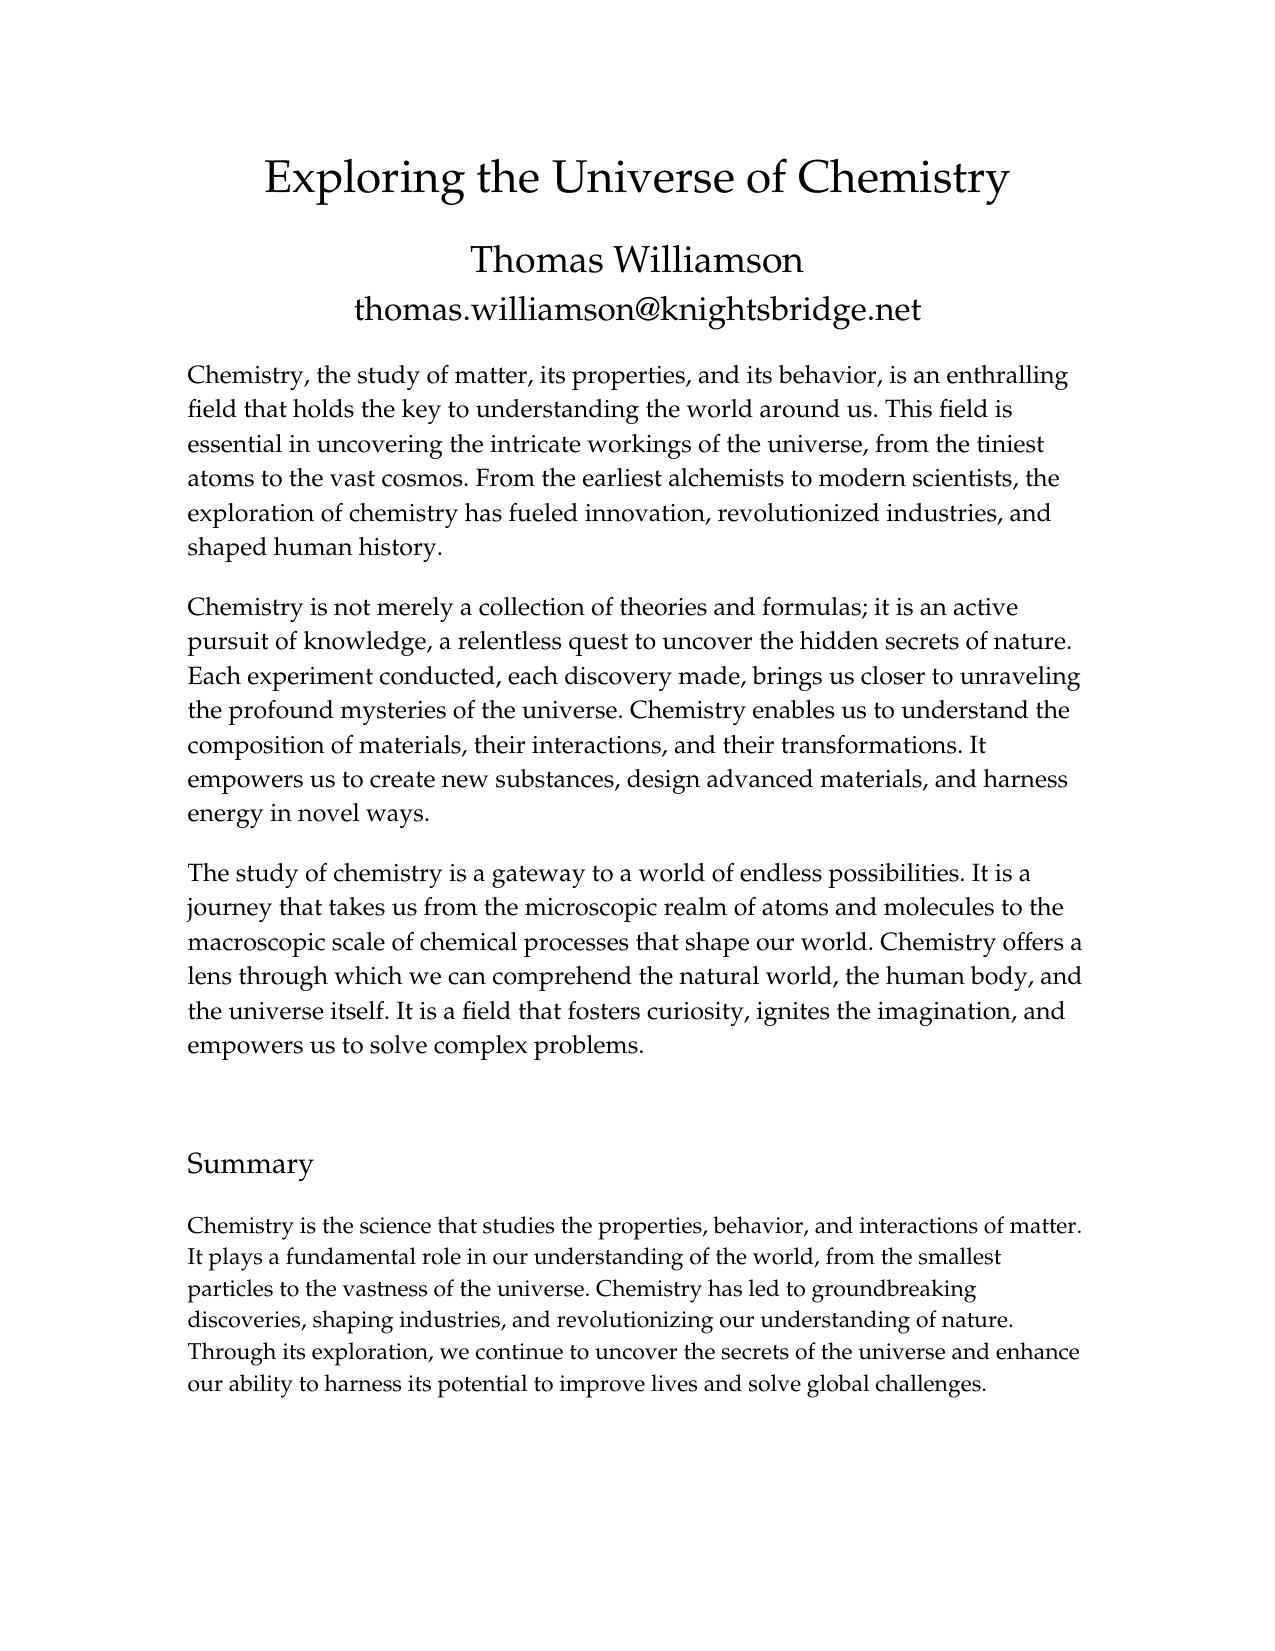 Exploring the Universe of Chemistry
Thomas Williamson
thomas.williamson@knightsbridge.net
Chemistry, the study of matter, its properties, and its behavior, is an enthralling
field that holds the key to understanding the world around us. This field is
essential in uncovering the intricate workings of the universe, from the tiniest
atoms to the vast cosmos. From the earliest alchemists to modern scientists, the
exploration of chemistry has fueled innovation, revolutionized industries, and
shaped human history.
Chemistry is not merely a collection of theories and formulas; it is an active
pursuit of knowledge, a relentless quest to uncover the hidden secrets of nature.
Each experiment conducted, each discovery made, brings us closer to unraveling
the profound mysteries of the universe. Chemistry enables us to understand the
composition of materials, their interactions, and their transformations. It
empowers us to create new substances, design advanced materials, and harness
energy in novel ways.
The study of chemistry is a gateway to a world of endless possibilities. It is a
journey that takes us from the microscopic realm of atoms and molecules to the
macroscopic scale of chemical processes that shape our world. Chemistry offers a
lens through which we can comprehend the natural world, the human body, and
the universe itself. It is a field that fosters curiosity, ignites the imagination, and
empowers us to solve complex problems.
Summary
Chemistry is the science that studies the properties, behavior, and interactions of matter.
It plays a fundamental role in our understanding of the world, from the smallest
particles to the vastness of the universe. Chemistry has led to groundbreaking
discoveries, shaping industries, and revolutionizing our understanding of nature.
Through its exploration, we continue to uncover the secrets of the universe and enhance
our ability to harness its potential to improve lives and solve global challenges.